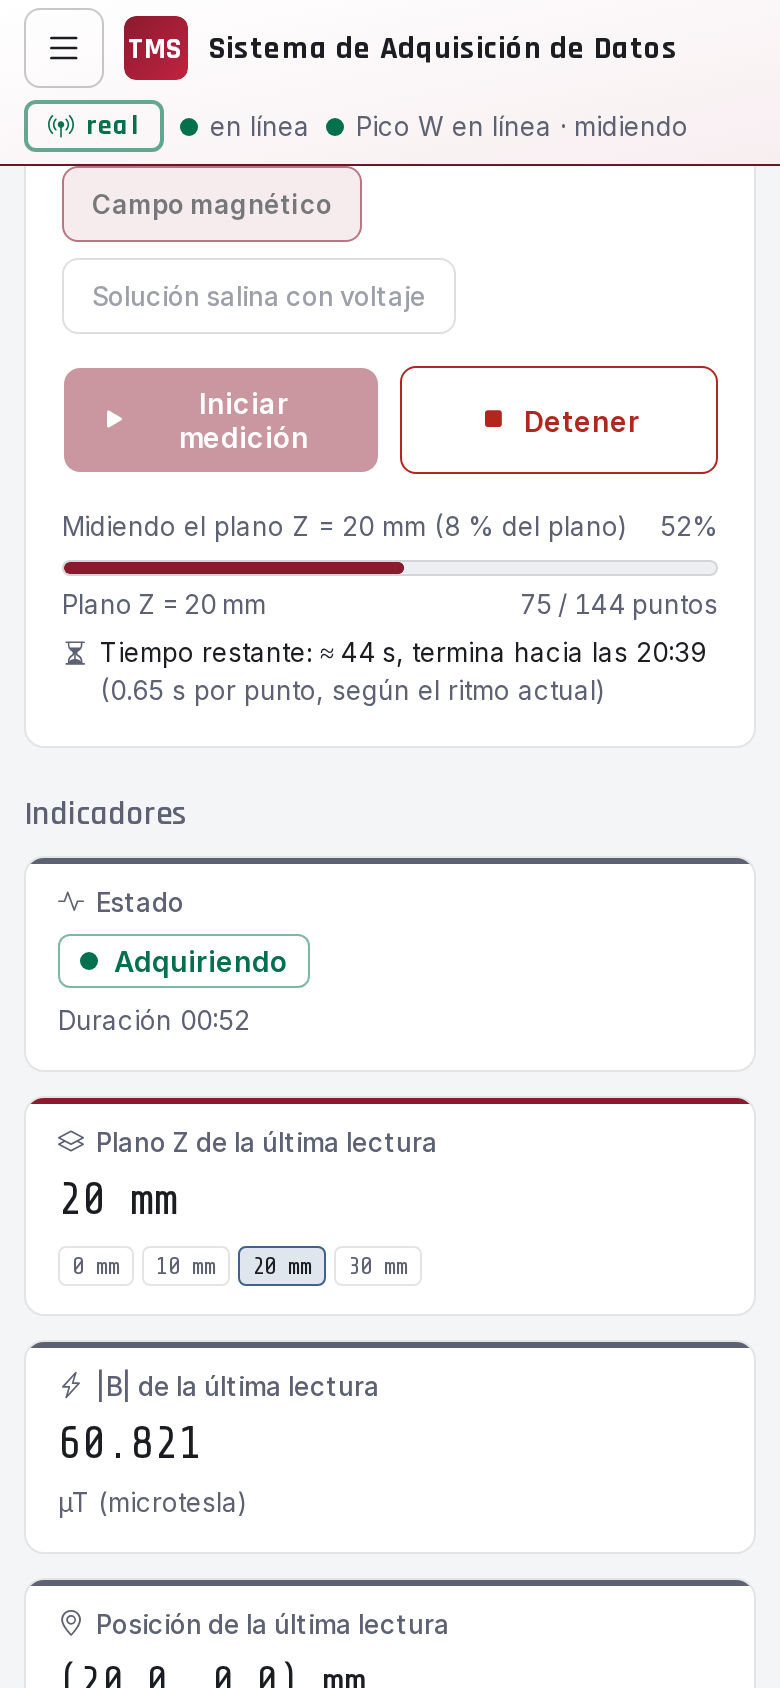 TMS
Sistema de Adquisición de Datos
real
en línea
Pico W en línea · midiendo
Campo magnético
Solución salina con voltaje
Iniciar
medición
Detener
Midiendo el plano Z = 20 mm (8 % del plano) 52%
Plano Z = 20 mm 75 / 144 puntos
Tiempo restante: ≈ 44 s, termina hacia las 20:39
(0.65 s por punto, según el ritmo actual)
Indicadores
Estado
Adquiriendo
Duración 00:52
Plano Z de la última lectura
20 mm
0 mm 10 mm 20 mm 30 mm
|B| de la última lectura
60.821
µT (microtesla)
Posición de la última lectura
mm